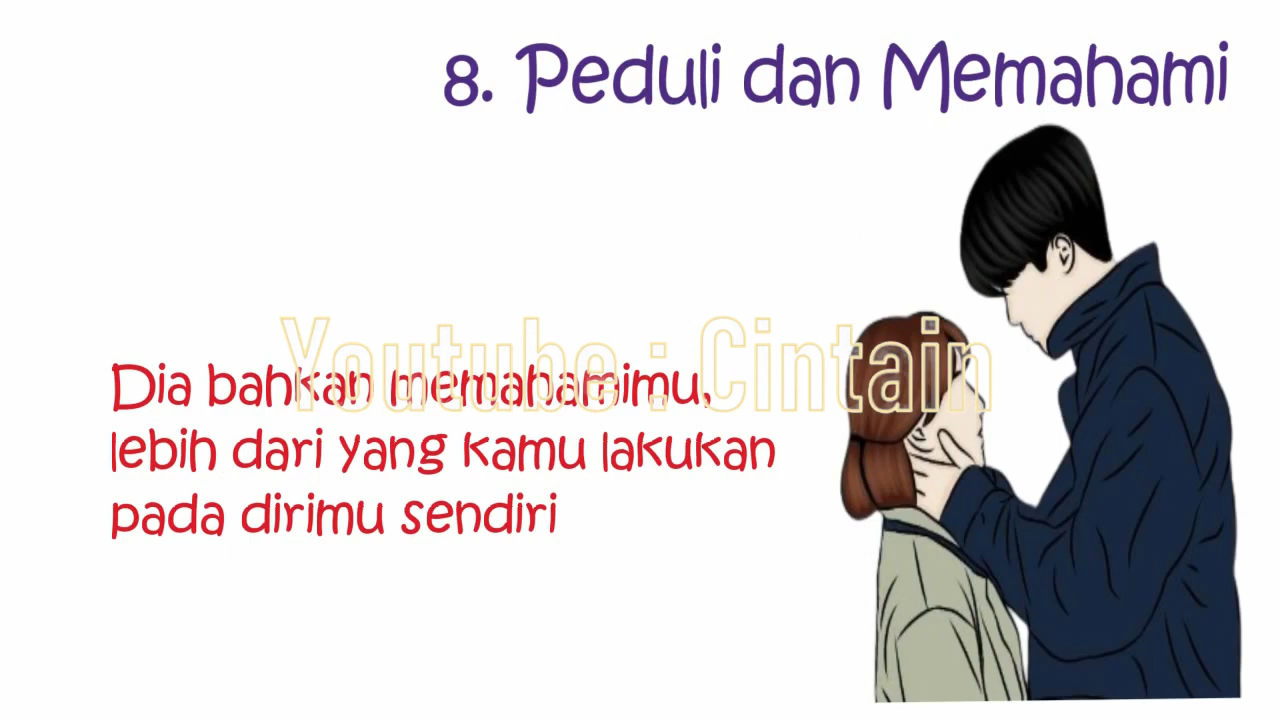 8. Peduli dan Memahami
Youtube : Cintain
Dia bahkan memahamimu,
lebih dari yang kamu lakukan
pada dirimu sendiri